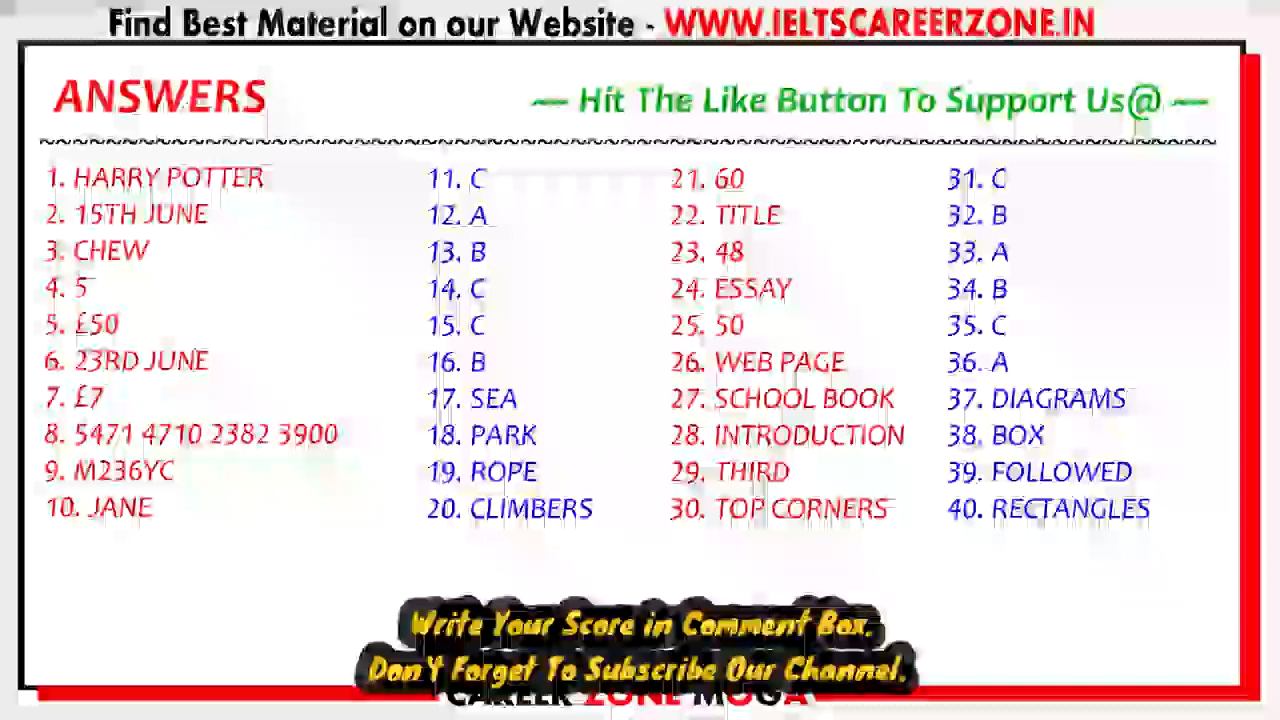 Find Best Material on our Website - WWW.IELTSCAREERZONE.IN
ANSWERS
— Hit The Like Button To Support Us@ —
1. HARRY POTTER
2. 15TH JUNE
3. CHEW
4. 5
5. £50
6. 23RD JUNE
7. £7
8. 5471 4710 2382 3900
9. M236YC
10. JANE
11. C
12. A
13. B
14. C
15. C
16. B
17. SEA
18. PARK
19. ROPE
20. CLIMBERS
21. 60
22. TITLE
23. 48
24. ESSAY
25. 50
26. WEB PAGE
27. SCHOOL BOOK
28. INTRODUCTION
29. THIRD
30. TOP CORNERS
31. C
32. B
33. A
34. B
35. C
36. A
37. DIAGRAMS
38. BOX
39. FOLLOWED
40. RECTANGLES
Write Your Score in Comment Box.
Don't Forget To Subscribe Our Channel.
CAREER ZONE MOGA